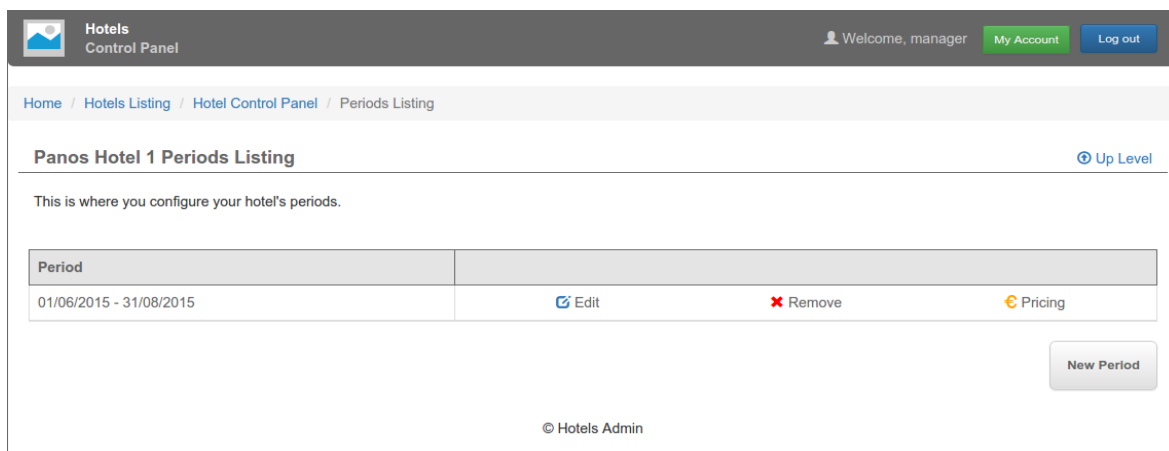 Hotels
Control Panel
Welcome, manager
My Account
Log out
Home / Hotels Listing / Hotel Control Panel / Periods Listing
Panos Hotel 1 Periods Listing
Up Level
This is where you configure your hotel's periods.
Period
01/06/2015 - 31/08/2015 Edit Remove € Pricing
New Period
© Hotels Admin